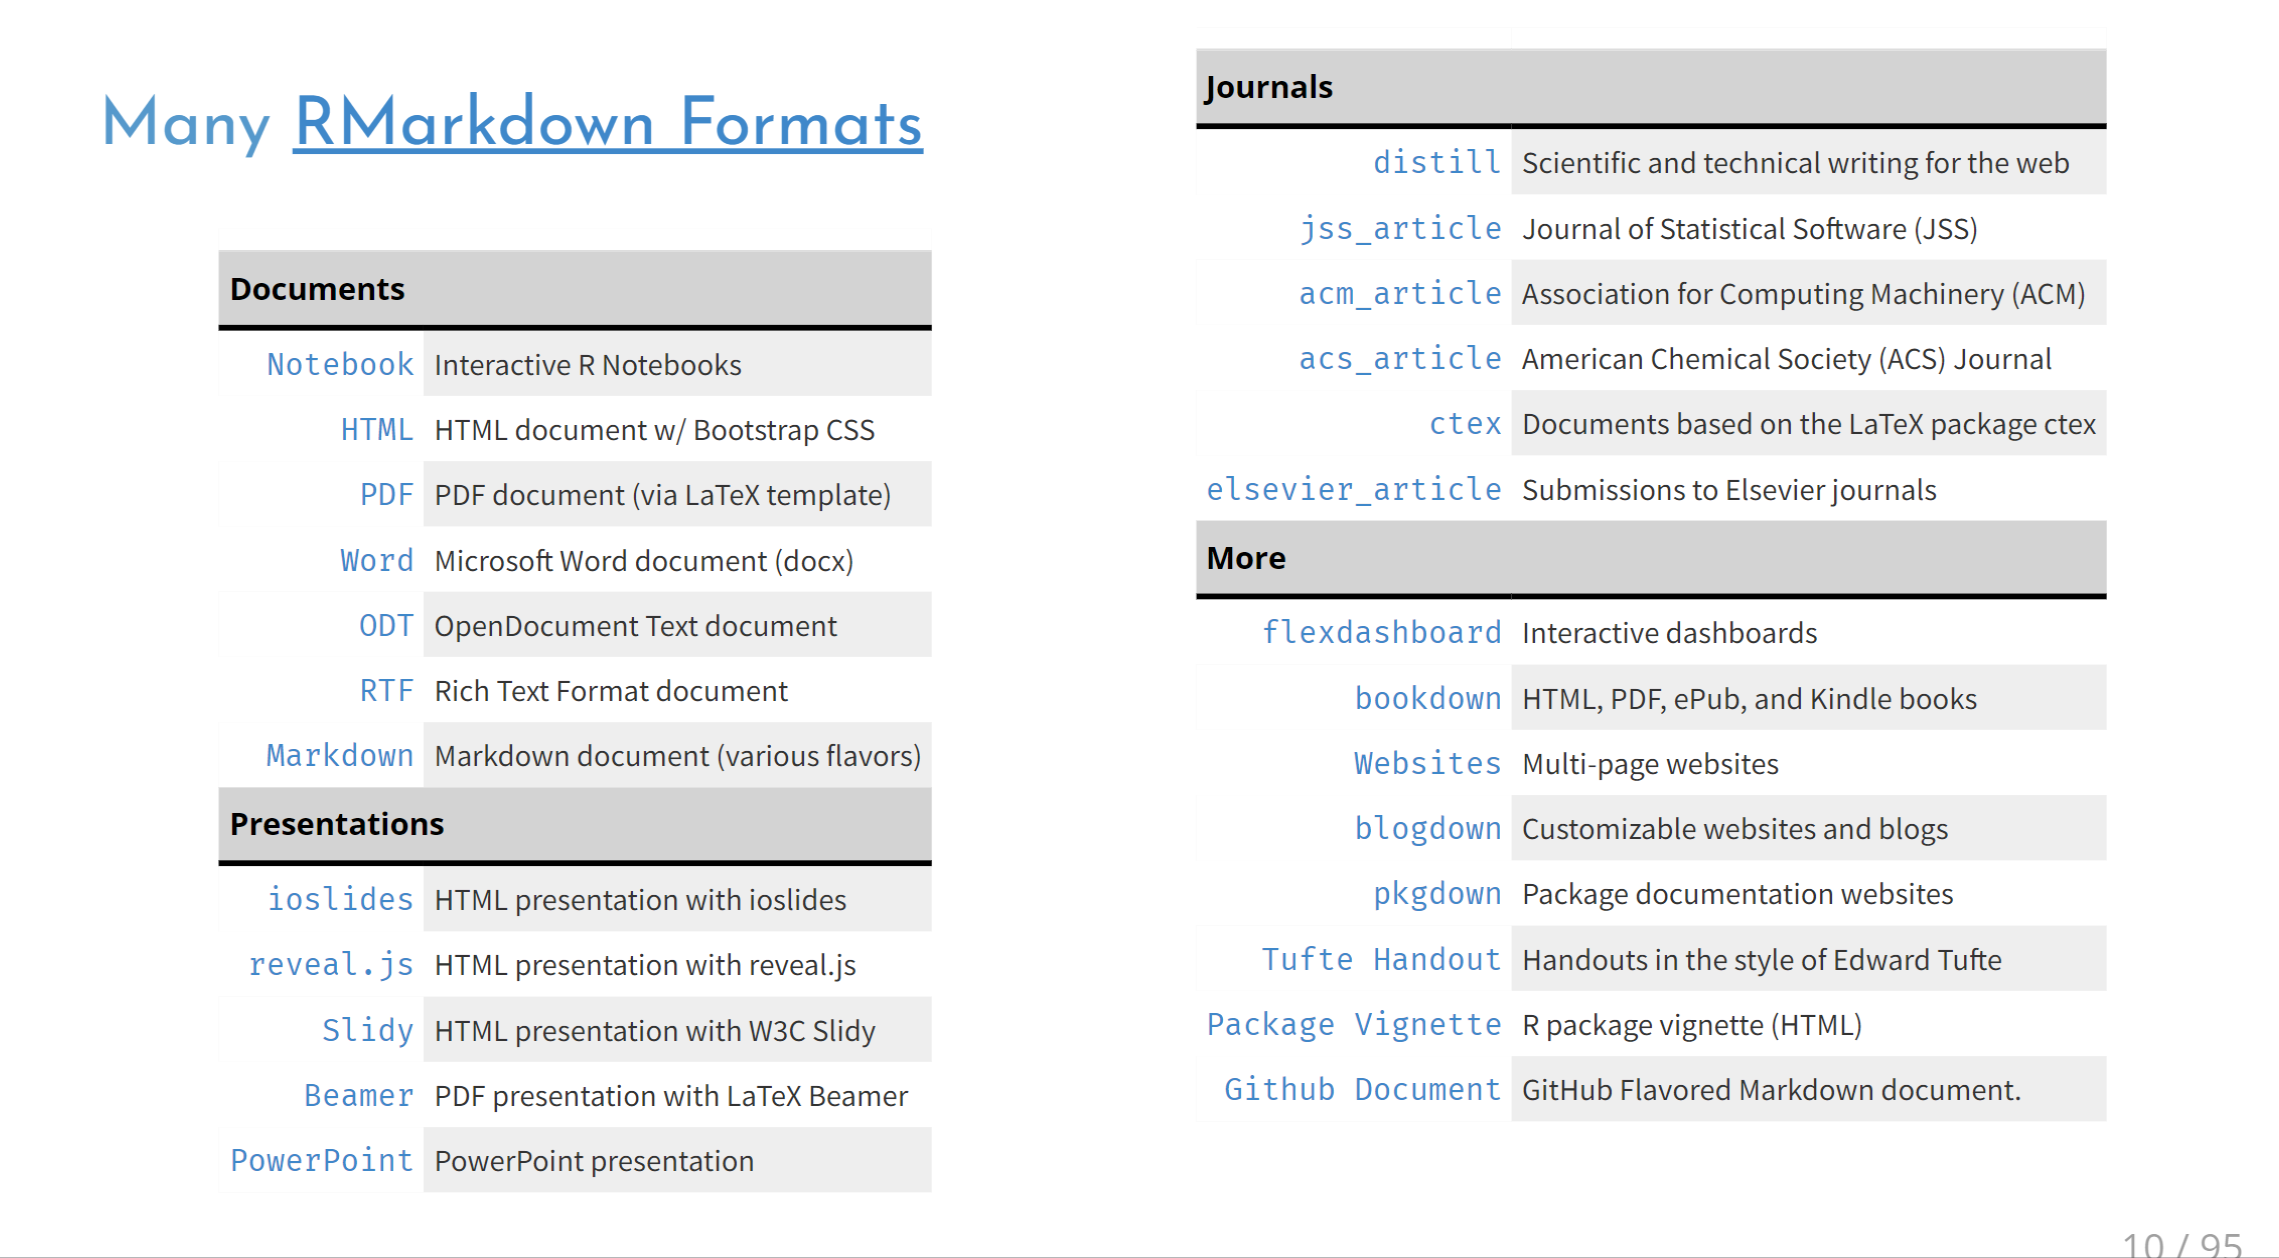 Many RMarkdown Formats
Documents
Notebook Interactive R Notebooks
HTML HTML document w/ Bootstrap CSS
PDF PDF document (via LaTeX template)
Word Microsoft Word document (docx)
ODT OpenDocument Text document
RTF Rich Text Format document
Markdown Markdown document (various flavors)
Presentations
ioslides HTML presentation with ioslides
reveal.js HTML presentation with reveal.js
Slidy HTML presentation with W3C Slidy
Beamer PDF presentation with LaTeX Beamer
PowerPoint PowerPoint presentation
Journals
distill Scientific and technical writing for the web
jss_article Journal of Statistical Software (JSS)
acm_article Association for Computing Machinery (ACM)
acs_article American Chemical Society (ACS) Journal
ctex Documents based on the LaTeX package ctex
elsevier_article Submissions to Elsevier journals
More
flexdashboard Interactive dashboards
bookdown HTML, PDF, ePub, and Kindle books
Websites Multi-page websites
blogdown Customizable websites and blogs
pkgdown Package documentation websites
Tufte Handout Handouts in the style of Edward Tufte
Package Vignette R package vignette (HTML)
Github Document GitHub Flavored Markdown document.
10 / 95